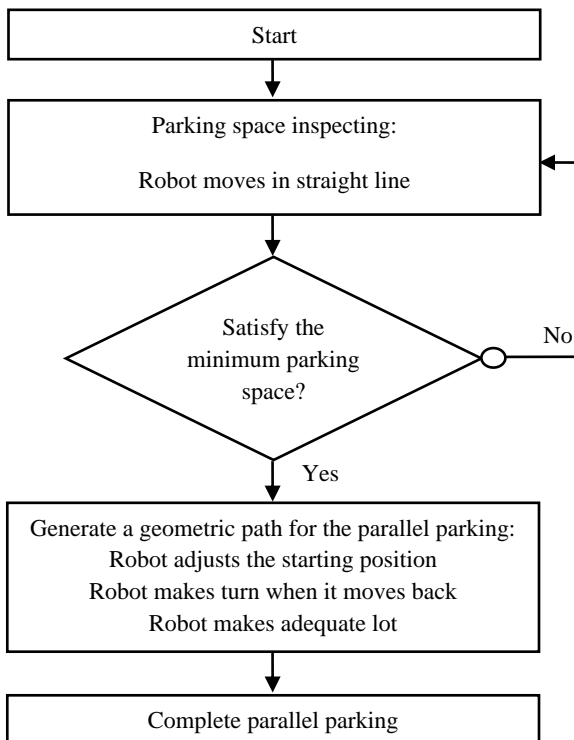 Start
Parking space inspecting:
Robot moves in straight line
Satisfy the
minimum parking
space?
No
Yes
Generate a geometric path for the parallel parking:
Robot adjusts the starting position
Robot makes turn when it moves back
Robot makes adequate lot
Complete parallel parking